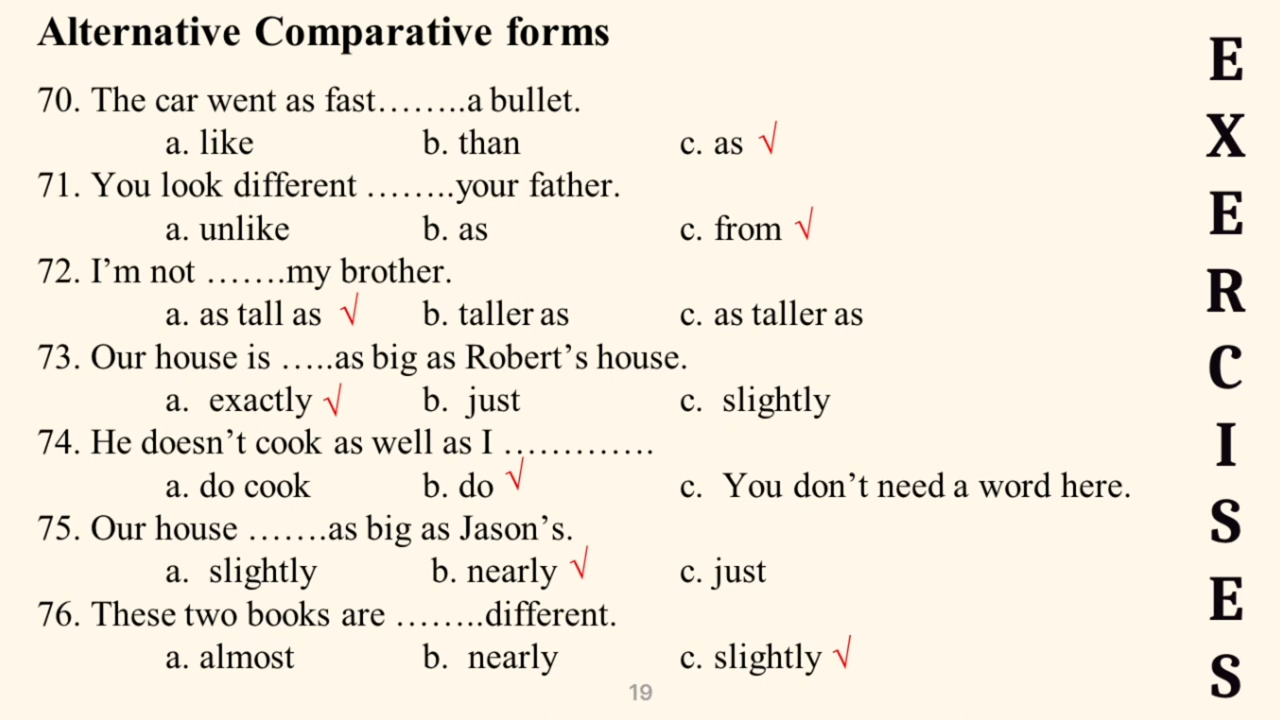 Alternative Comparative forms
70. The car went as fast........a bullet.
a. like b. than c. as √
71. You look different ........your father.
a. unlike b. as c. from √
72. I'm not .......my brother.
a. as tall as √ b. taller as c. as taller as
73. Our house is .....as big as Robert's house.
a. exactly √ b. just c. slightly
74. He doesn't cook as well as I .............
a. do cook b. do √ c. You don't need a word here.
75. Our house .......as big as Jason's.
a. slightly b. nearly √ c. just
76. These two books are ........different.
a. almost b. nearly c. slightly √
19
EXERCISES